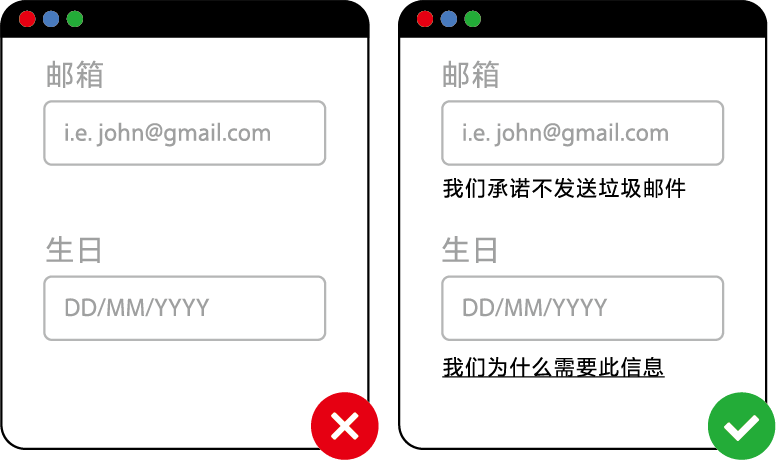 邮箱
i.e. john@gmail.com
生日
DD/MM/YYYY
邮箱
i.e. john@gmail.com
我们承诺不发送垃圾邮件
生日
DD/MM/YYYY
我们为什么需要此信息